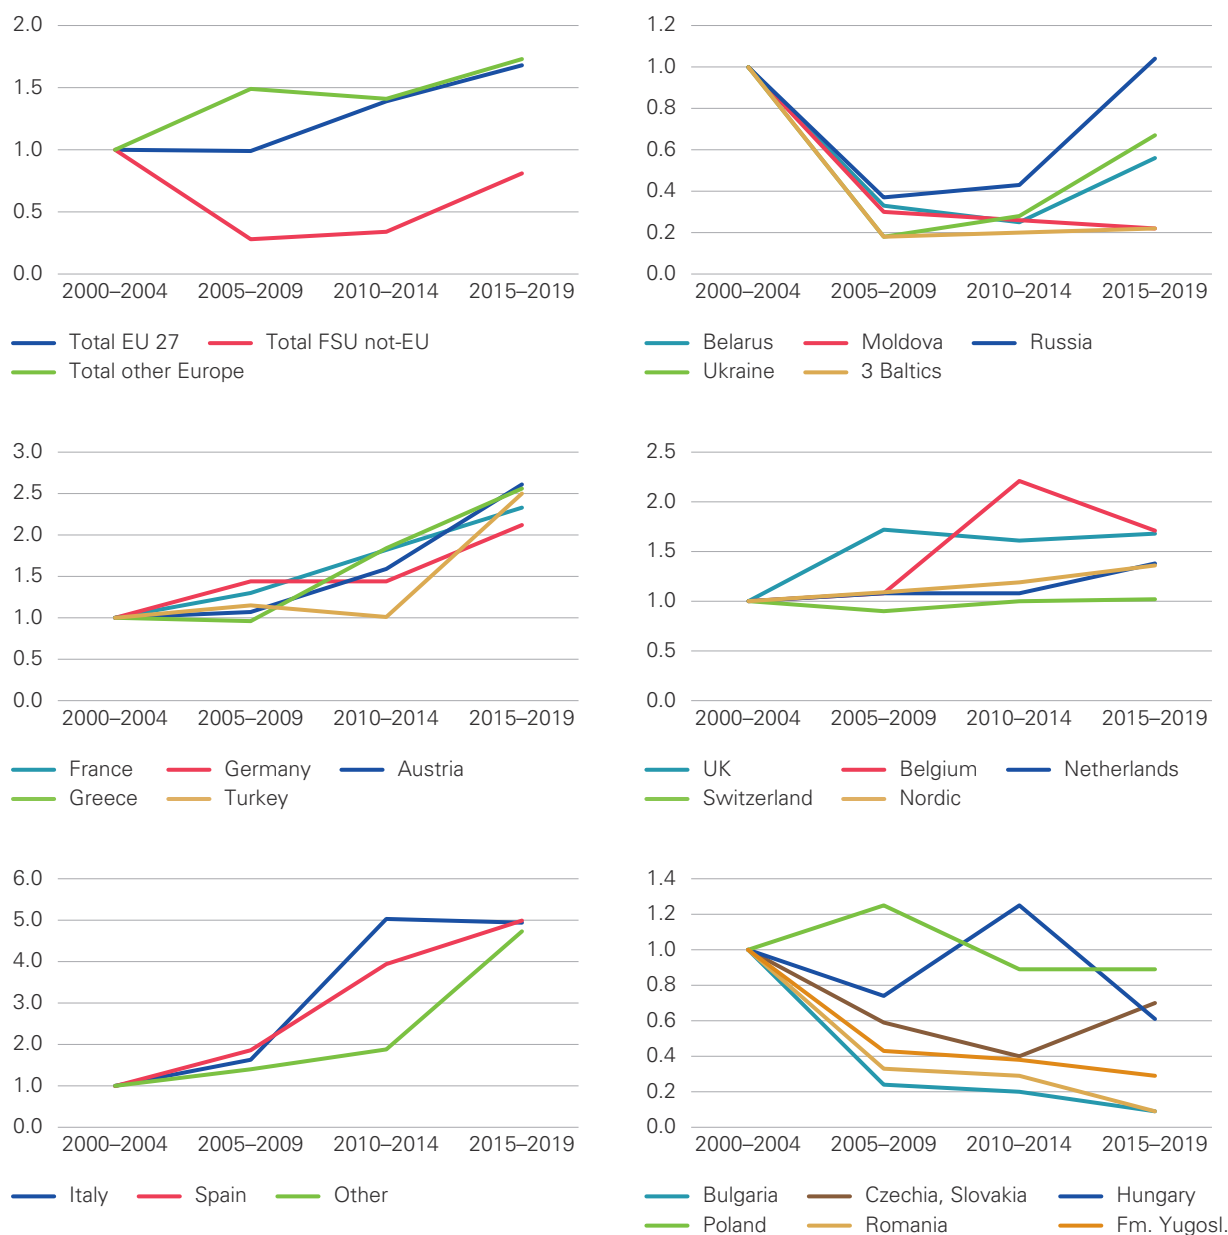 2.0
1.5
1.0
0.5
0.0
2000–2004 2005–2009 2010–2014 2015–2019
Total EU 27 Total FSU not-EU
Total other Europe
1.2
1.0
0.8
0.6
0.4
0.2
0.0
2000–2004 2005–2009 2010–2014 2015–2019
Belarus Moldova Russia
Ukraine 3 Baltics
3.0
2.5
2.0
1.5
1.0
0.5
0.0
2000–2004 2005–2009 2010–2014 2015–2019
France Germany Austria
Greece Turkey
2.5
2.0
1.5
1.0
0.5
0.0
2000–2004 2005–2009 2010–2014 2015–2019
UK Belgium Netherlands
Switzerland Nordic
6.0
5.0
4.0
3.0
2.0
1.0
0.0
2000–2004 2005–2009 2010–2014 2015–2019
Italy Spain Other
1.4
1.2
1.0
0.8
0.6
0.4
0.2
0.0
2000–2004 2005–2009 2010–2014 2015–2019
Bulgaria Czechia, Slovakia Hungary
Poland Romania Fm. Yugosl.